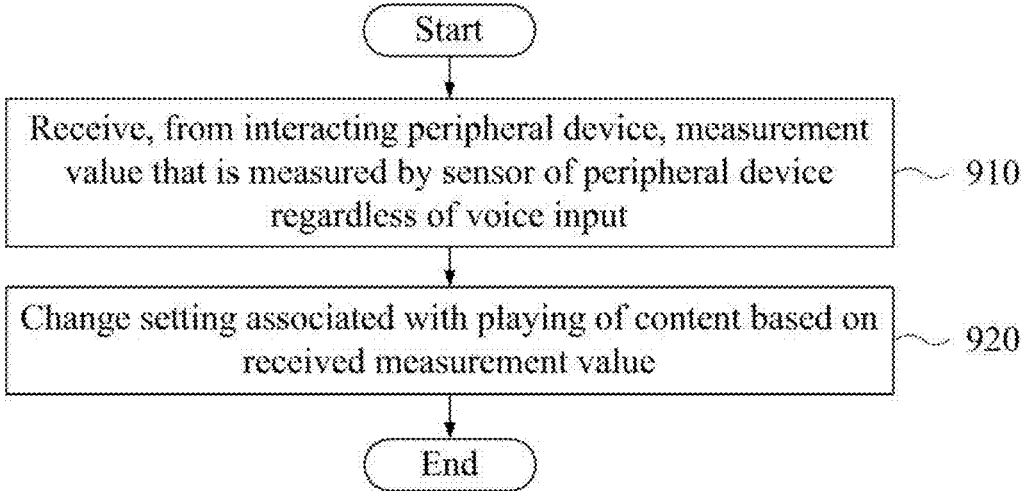 Start
Receive, from interacting peripheral device, measurement
value that is measured by sensor of peripheral device
regardless of voice input
910
Change setting associated with playing of content based on
received measurement value
920
End